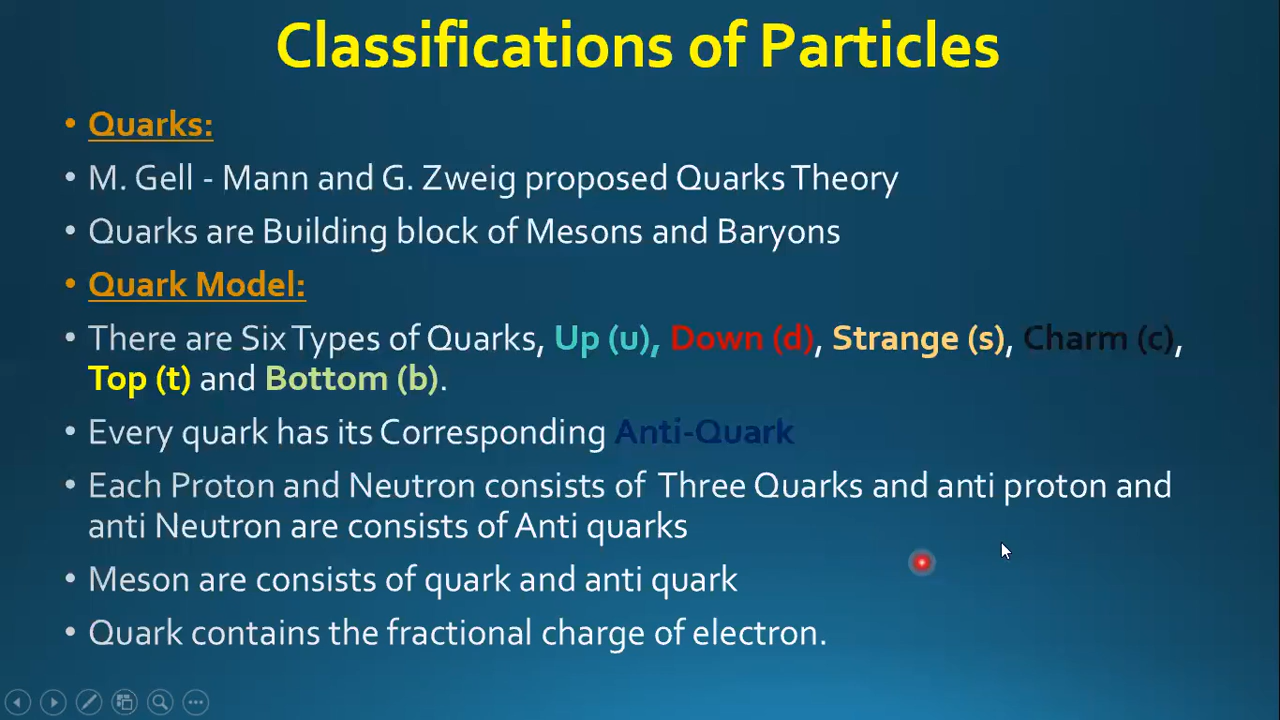 Classifications of Particles
• Quarks:
• M. Gell - Mann and G. Zweig proposed Quarks Theory
• Quarks are Building block of Mesons and Baryons
• Quark Model:
• There are Six Types of Quarks, Up (u), Down (d), Strange (s), Charm (c),
Top (t) and Bottom (b).
• Every quark has its Corresponding Anti-Quark
• Each Proton and Neutron consists of Three Quarks and anti proton and
anti Neutron are consists of Anti quarks
• Meson are consists of quark and anti quark
• Quark contains the fractional charge of electron.